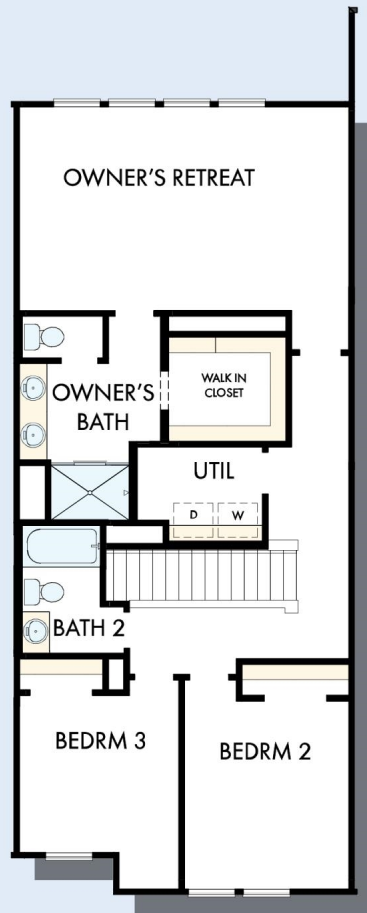 OWNER'S RETREAT
OWNER'S
BATH
WALK IN
CLOSET
UTIL
D
W
BATH 2
BEDRM 3
BEDRM 2